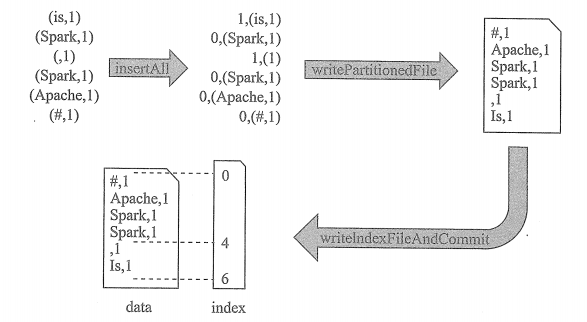 (is,1)
(Spark,1)
(,1)
(Spark,1)
(Apache,1)
(#,1)
insertAll
1,(is,1)
0,(Spark,1)
1,(1)
0,(Spark,1)
0,(Apache,1)
0,(#,1)
writePartitionedFile
#,1
Apache,1
Spark,1
Spark,1
,1
Is,1
writeIndexFileAndCommit
#,1
Apache,1
Spark,1
Spark,1
,1
Is,1
data
0
4
6
index